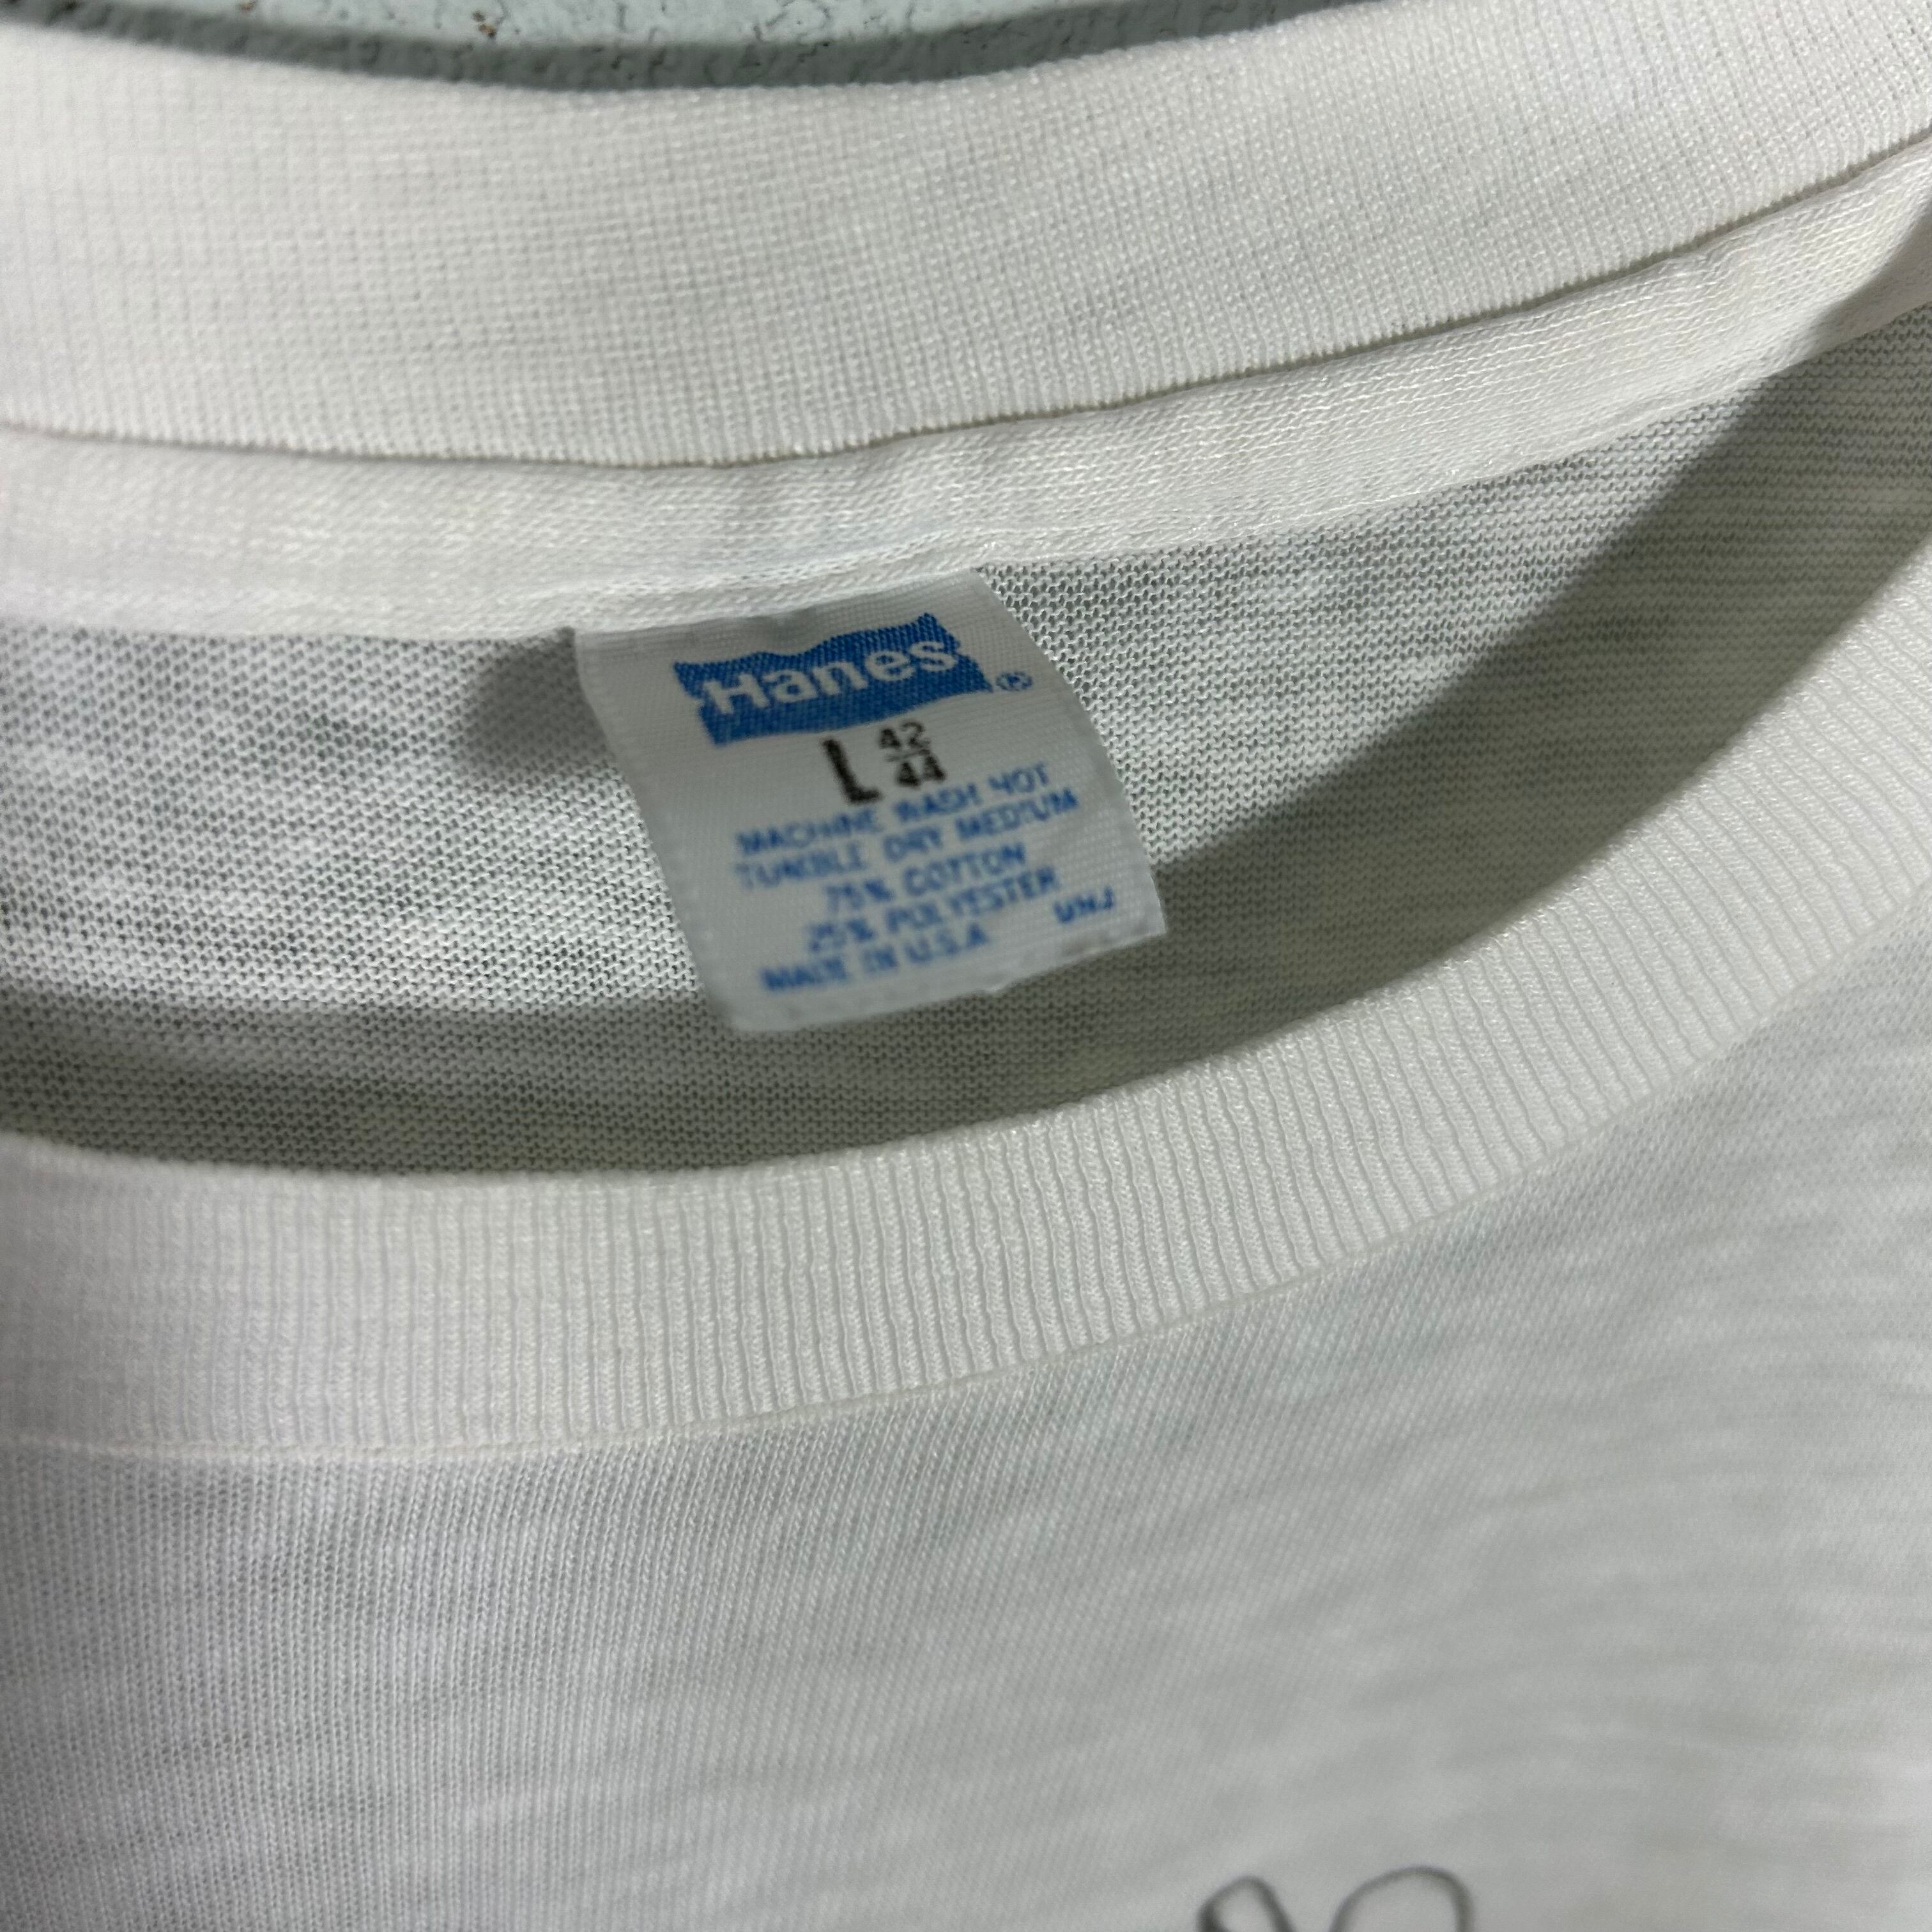 Hanes®
L 42/44
MACHINE WASH HOT
TUMBLE DRY MEDIUM
75% COTTON
25% POLYESTER
MADE IN U.S.A